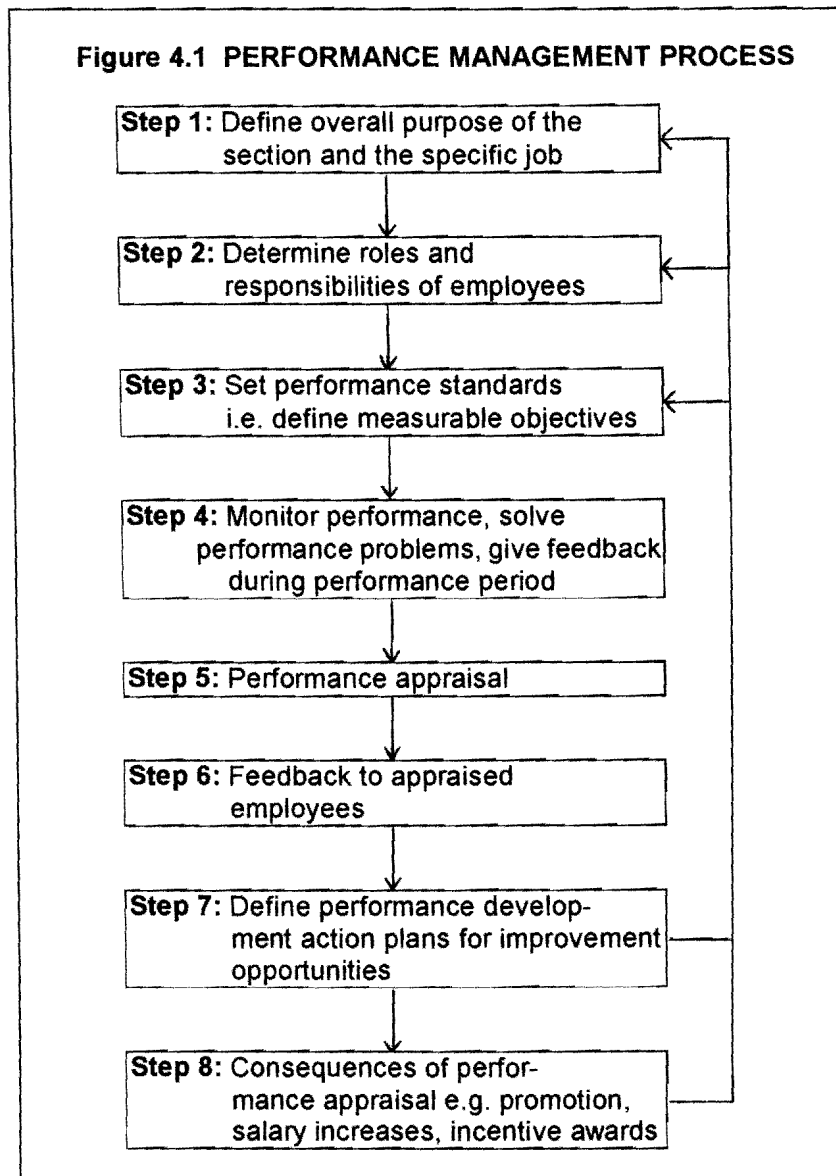 Figure 4.1 PERFORMANCE MANAGEMENT PROCESS
Step 1: Define overall purpose of the
section and the specific job
Step 2: Determine roles and
responsibilities of employees
Step 3: Set performance standards
i.e. define measurable objectives
Step 4: Monitor performance, solve
performance problems, give feedback
during performance period
Step 5: Performance appraisal
Step 6: Feedback to appraised
employees
Step 7: Define performance develop-
ment action plans for improvement
opportunities
Step 8: Consequences of perfor-
mance appraisal e.g. promotion,
salary increases, incentive awards